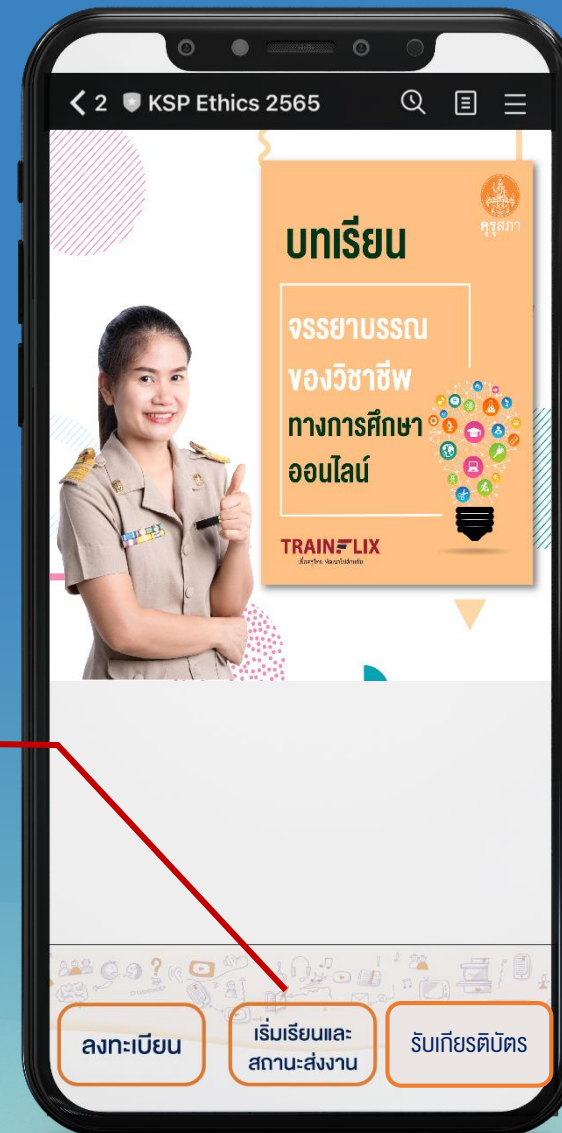 2 KSP Ethics 2565
คุรุสภา
บทเรียน
จรรยาบรรณ
ของวิชาชีพ
ทางการศึกษา
ออนไลน์
TRAINFLIX
ลงทะเบียน
เริ่มเรียนและ
สถานะส่งงาน
รับเกียรติบัตร